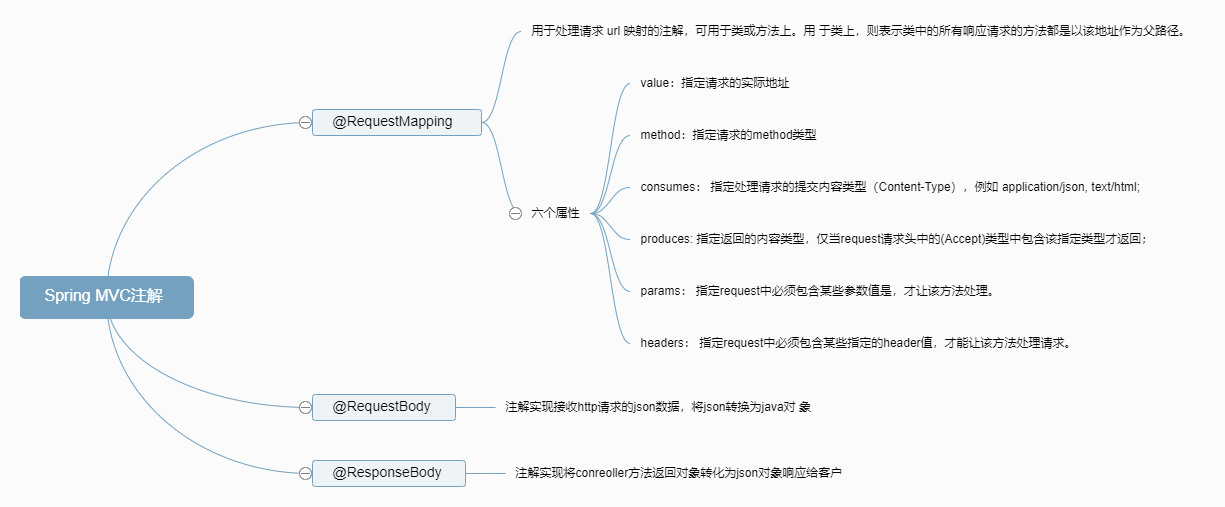 Spring MVC注解
@RequestMapping
用于处理请求 url 映射的注解，可用于类或方法上。用 于类上，则表示类中的所有响应请求的方法都是以该地址作为父路径。
六个属性
value：指定请求的实际地址
method：指定请求的method类型
consumes： 指定处理请求的提交内容类型（Content-Type），例如 application/json, text/html;
produces: 指定返回的内容类型，仅当request请求头中的(Accept)类型中包含该指定类型才返回；
params： 指定request中必须包含某些参数值是，才让该方法处理。
headers： 指定request中必须包含某些指定的header值，才能让该方法处理请求。
@RequestBody
注解实现接收http请求的json数据，将json转换为java对 象
@ResponseBody
注解实现将conreoller方法返回对象转化为json对象响应给客户